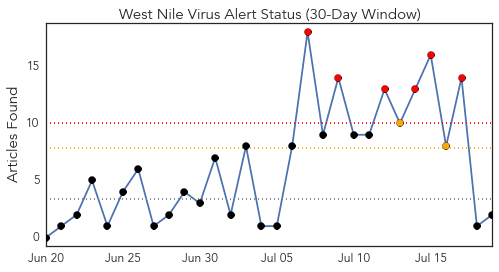 West Nile Virus Alert Status (30-Day Window)
Articles Found
15
10
5
0
Jun 20
Jun 25
Jun 30
Jul 05
Jul 10
Jul 15